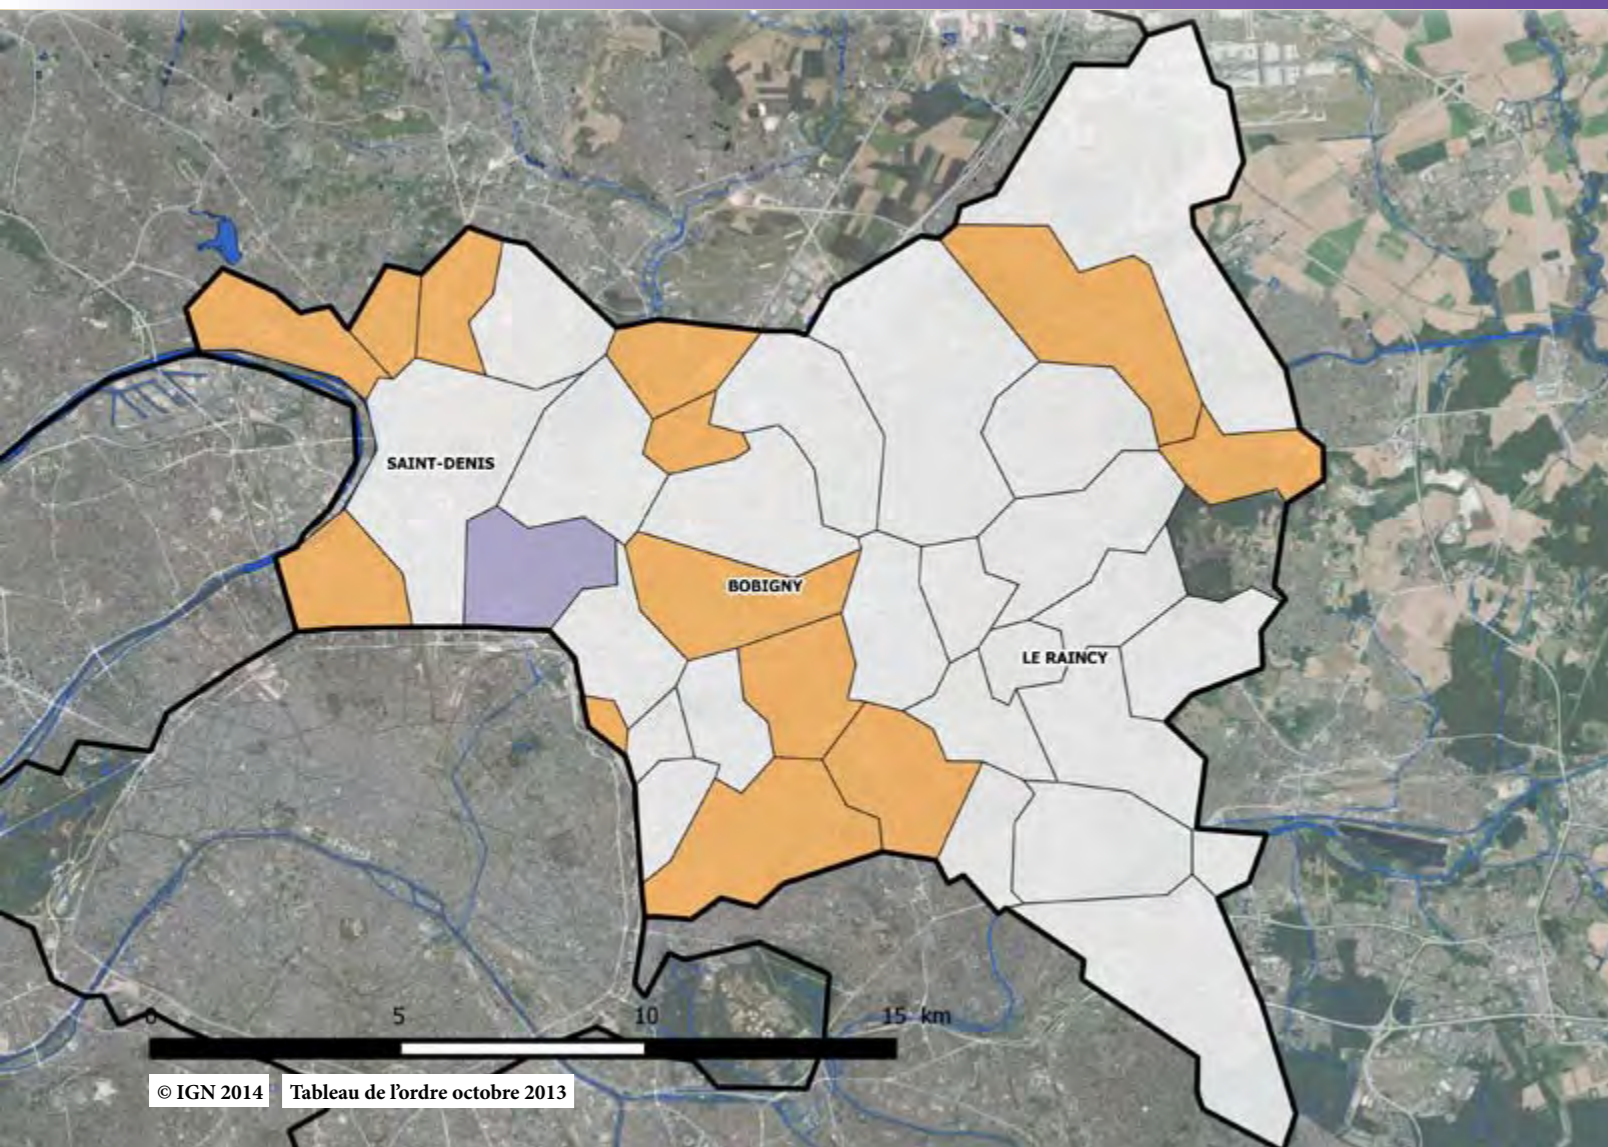 SAINT-DENIS
BOBIGNY
LE RAINCY
0 5 10 15 km
© IGN 2014 Tableau de l'ordre octobre 2013